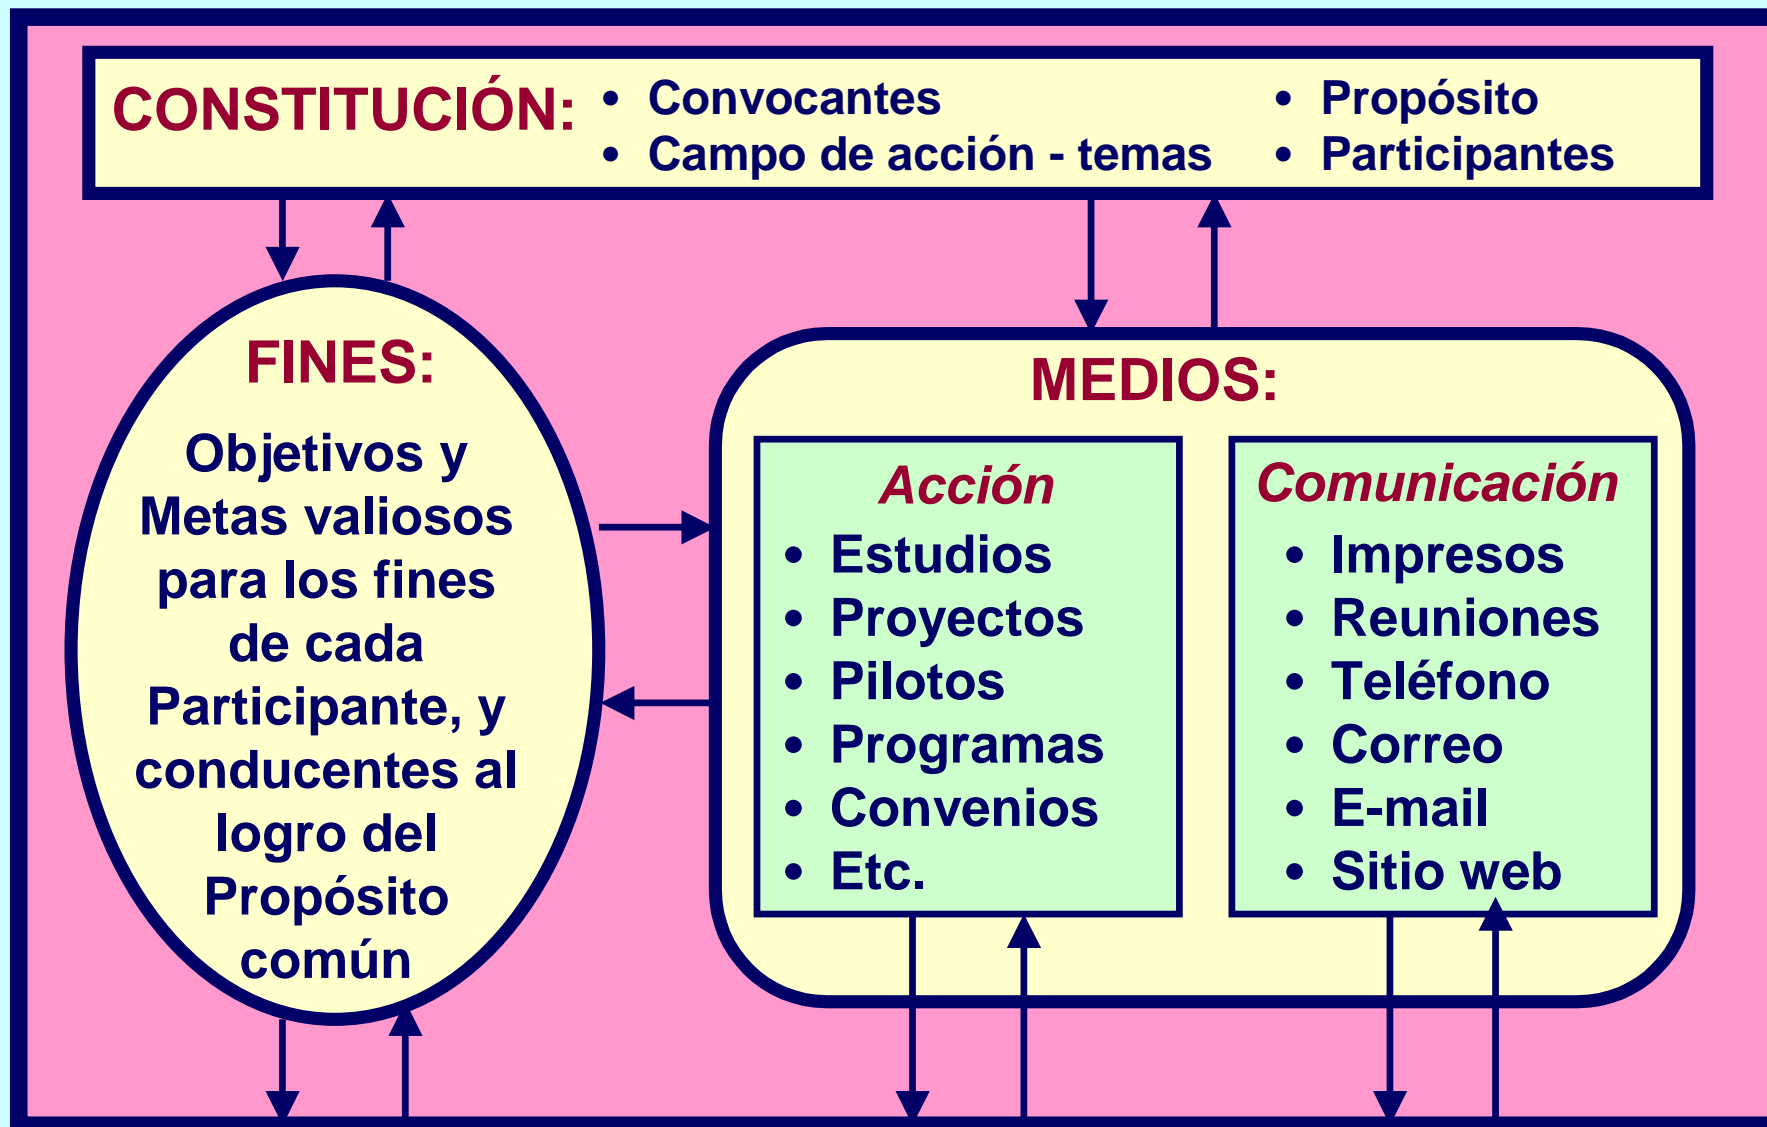 CONSTITUCIÓN:
• Convocantes
• Campo de acción - temas
• Propósito
• Participantes
FINES:
Objetivos y
Metas valiosos
para los fines
de cada
Participante, y
conducentes al
logro del
Propósito
común
MEDIOS:
Acción
• Estudios
• Proyectos
• Pilotos
• Programas
• Convenios
• Etc.
Comunicación
• Impresos
• Reuniones
• Teléfono
• Correo
• E-mail
• Sitio web